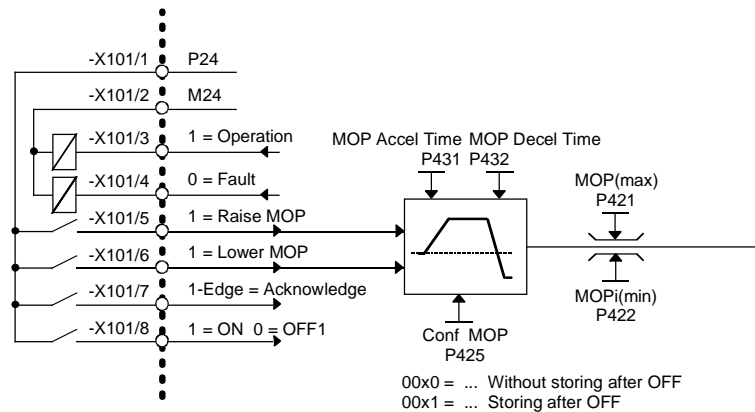 -X101/1 P24
-X101/2 M24
-X101/3 1 = Operation
-X101/4 0 = Fault
-X101/5 1 = Raise MOP
-X101/6 1 = Lower MOP
-X101/7 1-Edge = Acknowledge
-X101/8 1 = ON 0 = OFF1
MOP Accel Time MOP Decel Time
P431 P432
MOP(max)
P421
MOPi(min)
P422
Conf MOP
P425
00x0 = ... Without storing after OFF
00x1 = ... Storing after OFF